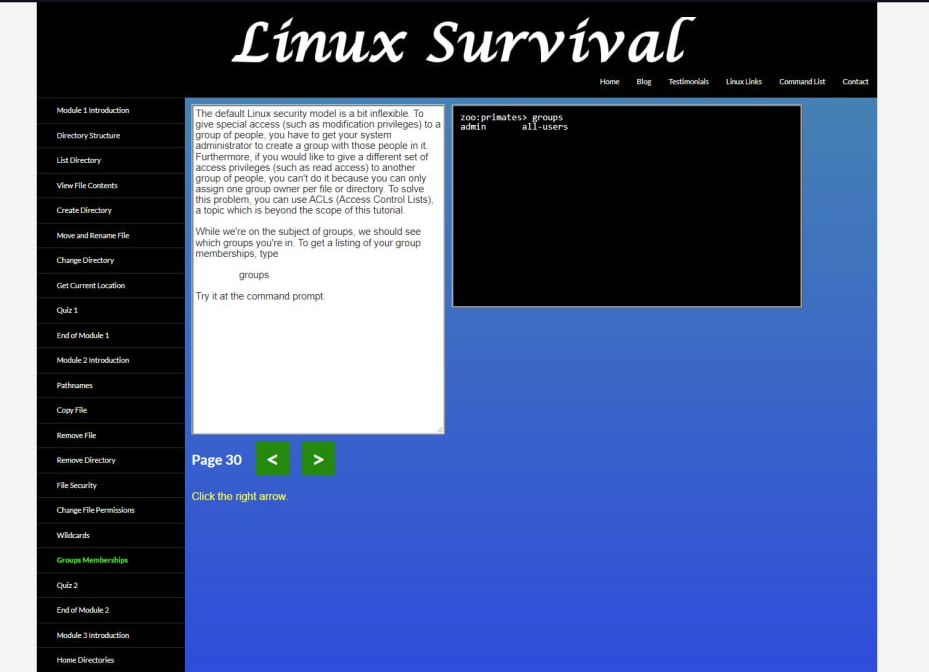 Linux Survival
Home Blog Testimonials Linux Links Command List Contact
Module 1 Introduction
Directory Structure
List Directory
View File Contents
Create Directory
Move and Rename File
Change Directory
Get Current Location
Quiz 1
End of Module 1
Module 2 Introduction
Pathnames
Copy File
Remove File
Remove Directory
File Security
Change File Permissions
Wildcards
Groups Memberships
Quiz 2
End of Module 2
Module 3 Introduction
Home Directories
The default Linux security model is a bit inflexible. To
give special access (such as modification privileges) to a
group of people, you have to get your system
administrator to create a group with those people in it.
Furthermore, if you would like to give a different set of
access privileges (such as read access) to another
group of people, you can't do it because you can only
assign one group owner per file or directory. To solve
this problem, you can use ACLs (Access Control Lists),
a topic which is beyond the scope of this tutorial.
While we're on the subject of groups, we should see
which groups you're in. To get a listing of your group
memberships, type
groups
Try it at the command prompt.
zoo:primates> groups
admin all-users
Page 30 < >
Click the right arrow.